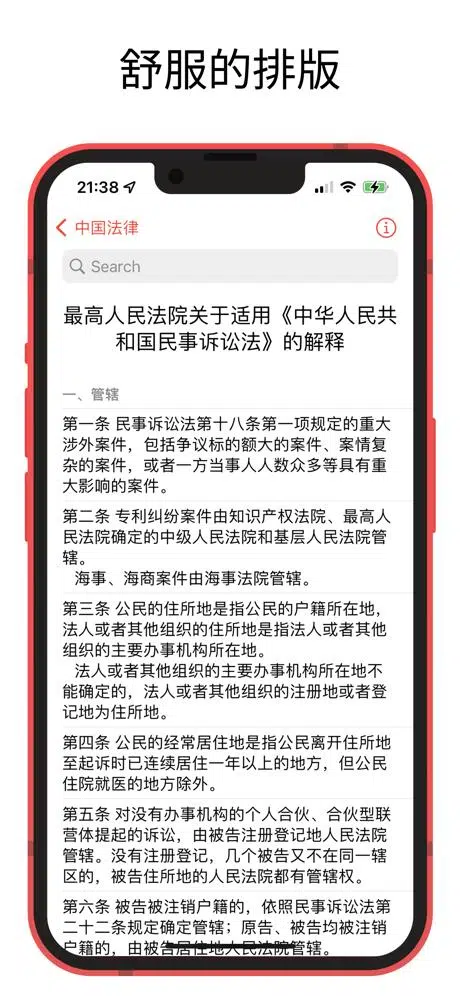 舒服的排版
21:38
中国法律
Search
最高人民法院关于适用《中华人民共
和国民事诉讼法》的解释
一、管辖
第一条 民事诉讼法第十八条第一项规定的重大
涉外案件，包括争议标的额大的案件、案情复
杂的案件，或者一方当事人人数众多等具有重
大影响的案件。
第二条 专利纠纷案件由知识产权法院、最高人
民法院确定的中级人民法院和基层人民法院管
辖。
海事、海商案件由海事法院管辖。
第三条 公民的住所地是指公民的户籍所在地，
法人或者其他组织的住所地是指法人或者其他
组织的主要办事机构所在地。
法人或者其他组织的主要办事机构所在地不
能确定的，法人或者其他组织的注册地或者登
记地为住所地。
第四条 公民的经常居住地是指公民离开住所地
至起诉时已连续居住一年以上的地方，但公民
住院就医的地方除外。
第五条 对没有办事机构的个人合伙、合伙型联
营体提起的诉讼，由被告注册登记地人民法院
管辖。没有注册登记，几个被告又不在同一辖
区的，被告住所地的人民法院都有管辖权。
第六条 被告被注销户籍的，依照民事诉讼法第
二十二条规定确定管辖；原告、被告均被注销
户籍的，由被告居住地人民法院管辖。